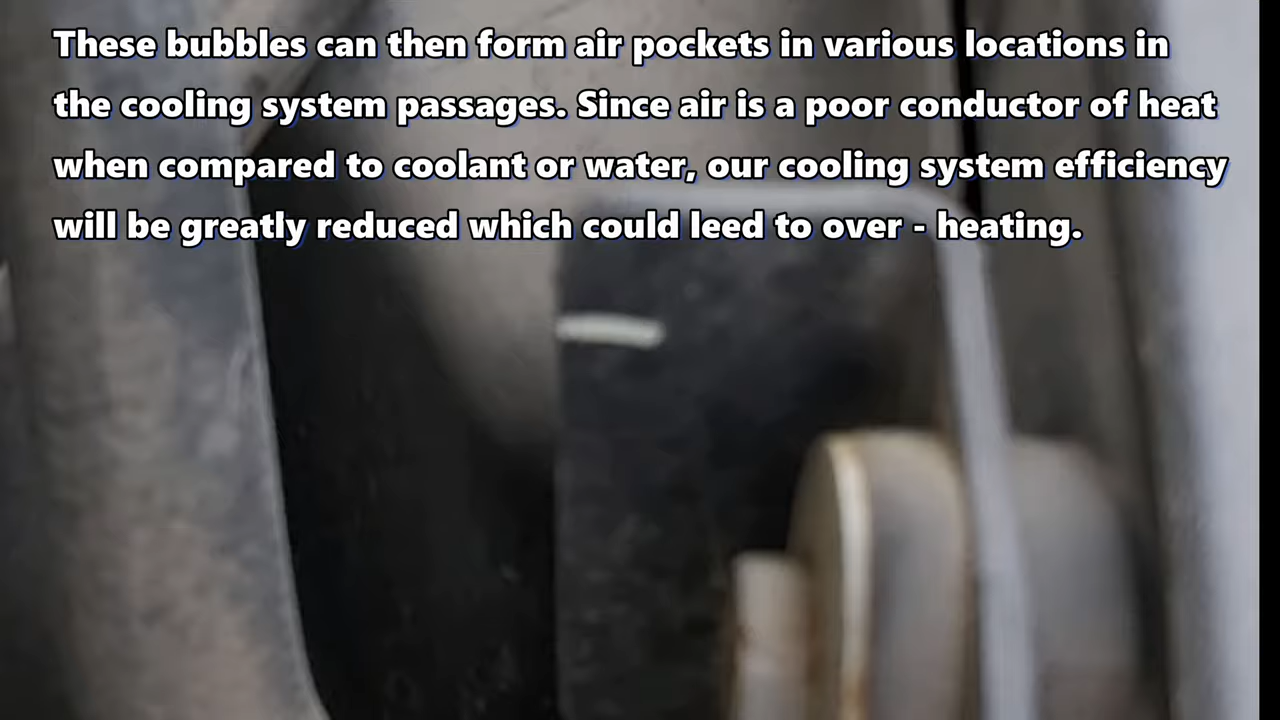 These bubbles can then form air pockets in various locations in
the cooling system passages. Since air is a poor conductor of heat
when compared to coolant or water, our cooling system efficiency
will be greatly reduced which could leed to over - heating.